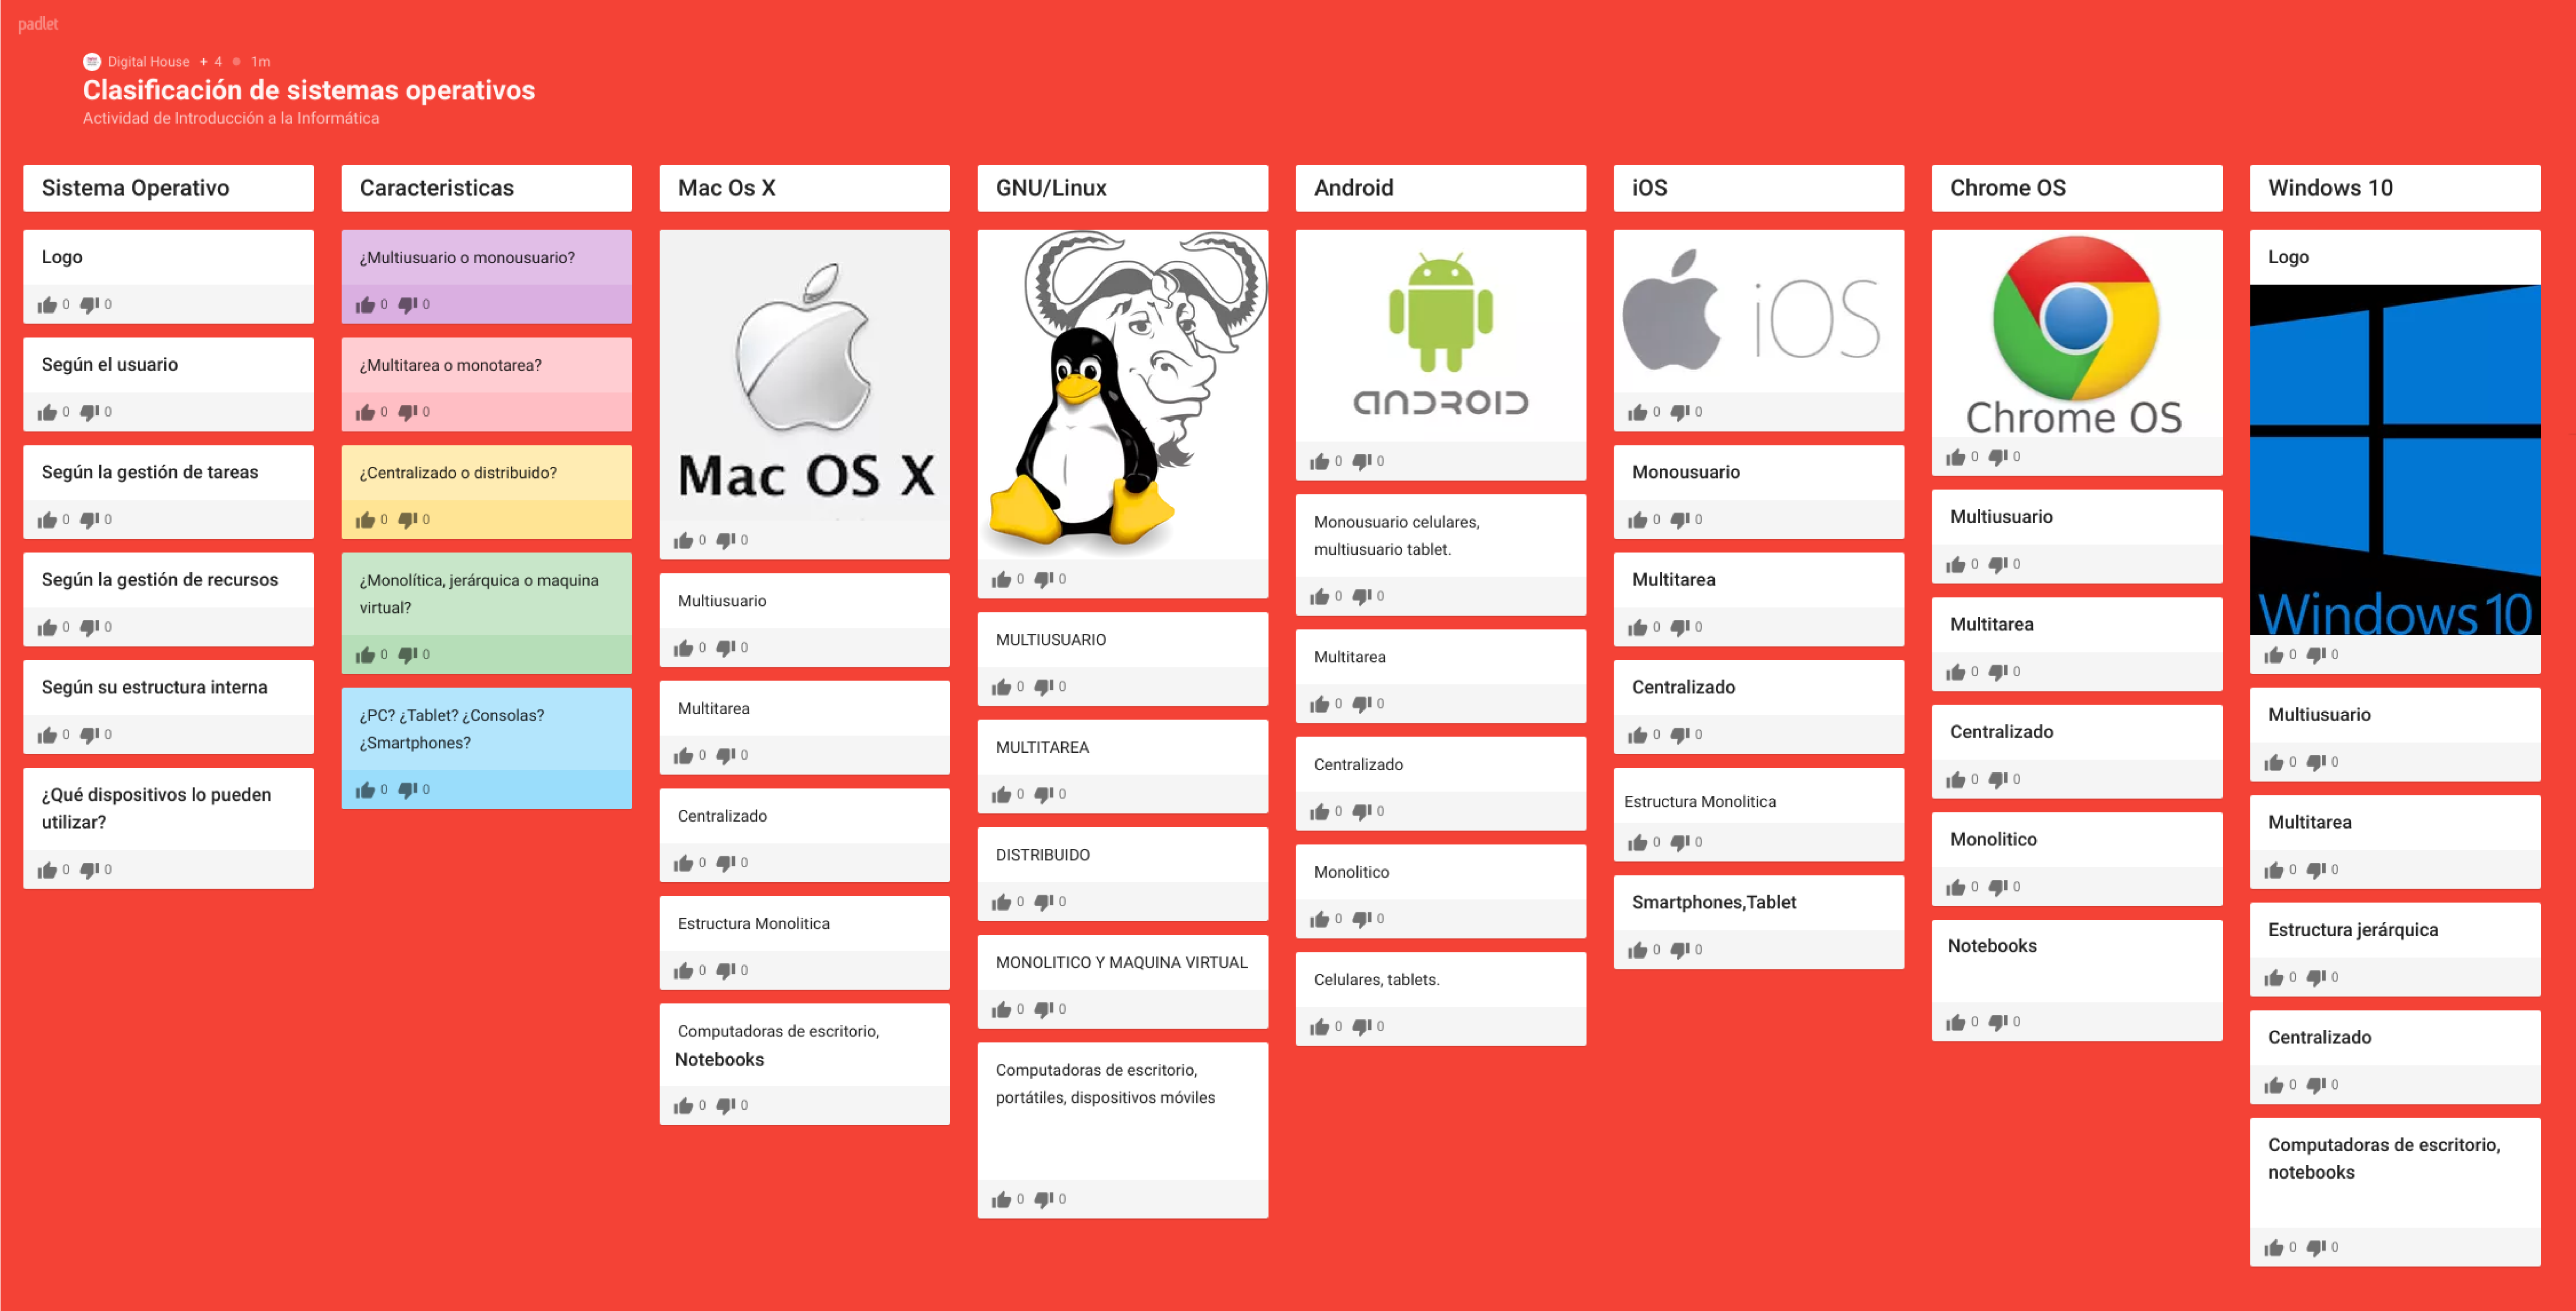 padlet
Digital House + 4 1m
Clasificación de sistemas operativos
Actividad de Introducción a la Informática
Sistema Operativo
Logo
0 0
Según el usuario
0 0
Según la gestión de tareas
0 0
Según la gestión de recursos
0 0
Según su estructura interna
0 0
¿Qué dispositivos lo pueden
utilizar?
0 0
Caracteristicas
¿Multiusuario o monousuario?
0 0
¿Multitarea o monotarea?
0 0
¿Centralizado o distribuido?
0 0
¿Monolítica, jerárquica o maquina
virtual?
0 0
¿PC? ¿Tablet? ¿Consolas?
¿Smartphones?
0 0
Mac Os X
Mac OS X
0 0
Multiusuario
0 0
Multitarea
0 0
Centralizado
0 0
Estructura Monolitica
0 0
Computadoras de escritorio,
Notebooks
0 0
GNU/Linux
0 0
MULTIUSUARIO
0 0
MULTITAREA
0 0
DISTRIBUIDO
0 0
MONOLITICO Y MAQUINA VIRTUAL
0 0
Computadoras de escritorio,
portátiles, dispositivos móviles
0 0
Android
ANDROID
0 0
Monousuario celulares,
multiusuario tablet.
0 0
Multitarea
0 0
Centralizado
0 0
Monolitico
0 0
Celulares, tablets.
0 0
iOS
iOS
0 0
Monousuario
0 0
Multitarea
0 0
Centralizado
0 0
Estructura Monolitica
0 0
Smartphones,Tablet
0 0
Chrome OS
Chrome OS
0 0
Multiusuario
0 0
Multitarea
0 0
Centralizado
0 0
Monolitico
0 0
Notebooks
0 0
Windows 10
Logo
Windows 10
0 0
Multiusuario
0 0
Multitarea
0 0
Estructura jerárquica
0 0
Centralizado
0 0
Computadoras de escritorio,
notebooks
0 0